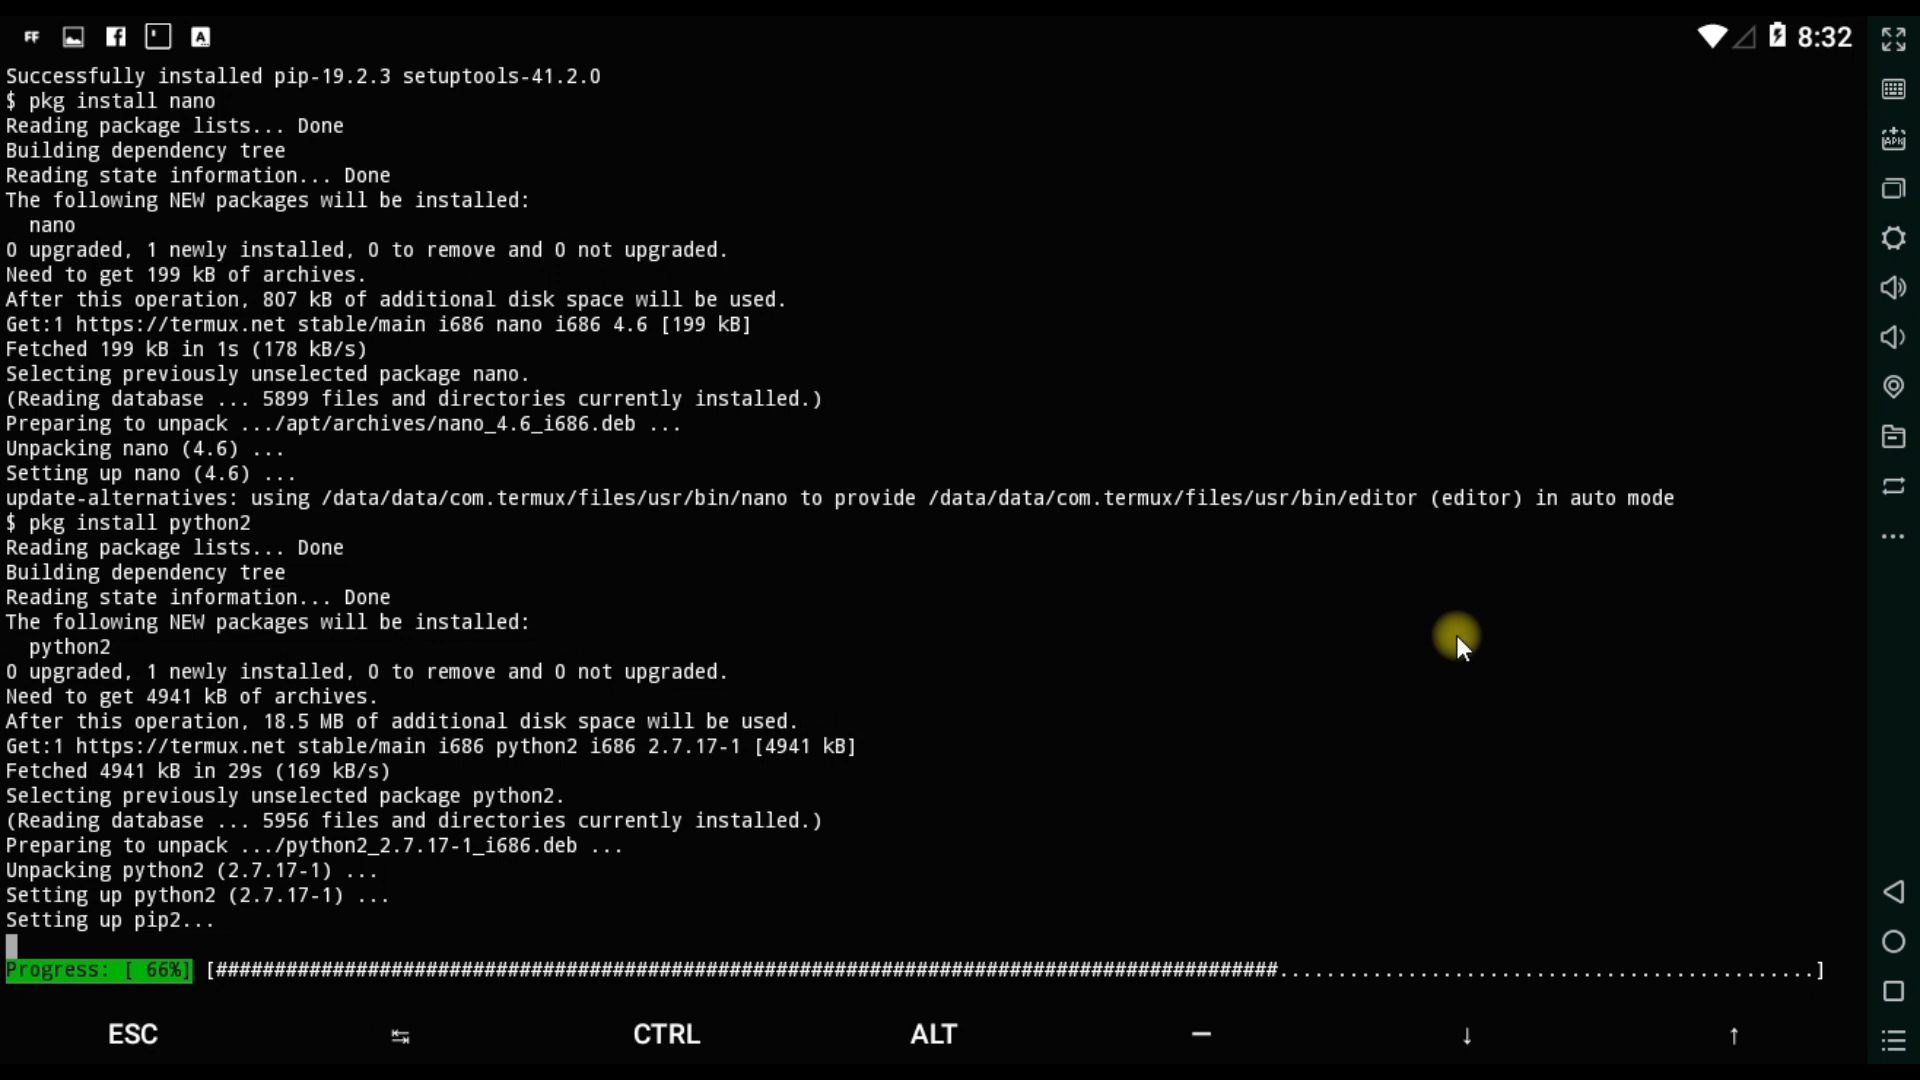 FF
A
8:32
Successfully installed pip-19.2.3 setuptools-41.2.0
$ pkg install nano
Reading package lists... Done
Building dependency tree
Reading state information... Done
The following NEW packages will be installed:
  nano
0 upgraded, 1 newly installed, 0 to remove and 0 not upgraded.
Need to get 199 kB of archives.
After this operation, 807 kB of additional disk space will be used.
Get:1 https://termux.net stable/main i686 nano i686 4.6 [199 kB]
Fetched 199 kB in 1s (178 kB/s)
Selecting previously unselected package nano.
(Reading database ... 5899 files and directories currently installed.)
Preparing to unpack .../apt/archives/nano_4.6_i686.deb ...
Unpacking nano (4.6) ...
Setting up nano (4.6) ...
update-alternatives: using /data/data/com.termux/files/usr/bin/nano to provide /data/data/com.termux/files/usr/bin/editor (editor) in auto mode
$ pkg install python2
Reading package lists... Done
Building dependency tree
Reading state information... Done
The following NEW packages will be installed:
  python2
0 upgraded, 1 newly installed, 0 to remove and 0 not upgraded.
Need to get 4941 kB of archives.
After this operation, 18.5 MB of additional disk space will be used.
Get:1 https://termux.net stable/main i686 python2 i686 2.7.17-1 [4941 kB]
Fetched 4941 kB in 29s (169 kB/s)
Selecting previously unselected package python2.
(Reading database ... 5956 files and directories currently installed.)
Preparing to unpack .../python2_2.7.17-1_i686.deb ...
Unpacking python2 (2.7.17-1) ...
Setting up python2 (2.7.17-1) ...
Setting up pip2...
Progress: [ 66%] [###########################################################################################..............................................]
ESC CTRL ALT — ↓ ↑
APK